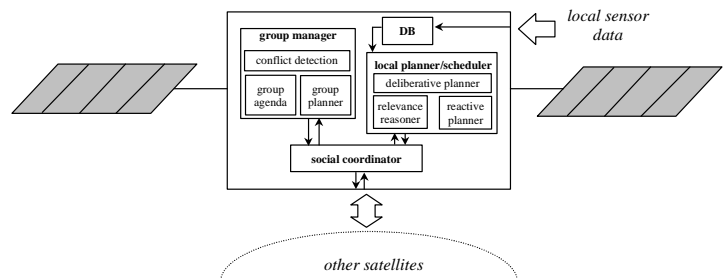 group manager
conflict detection
group
agenda
group
planner
DB
local planner/scheduler
deliberative planner
relevance
reasoner
reactive
planner
social coordinator
local sensor
data
other satellites